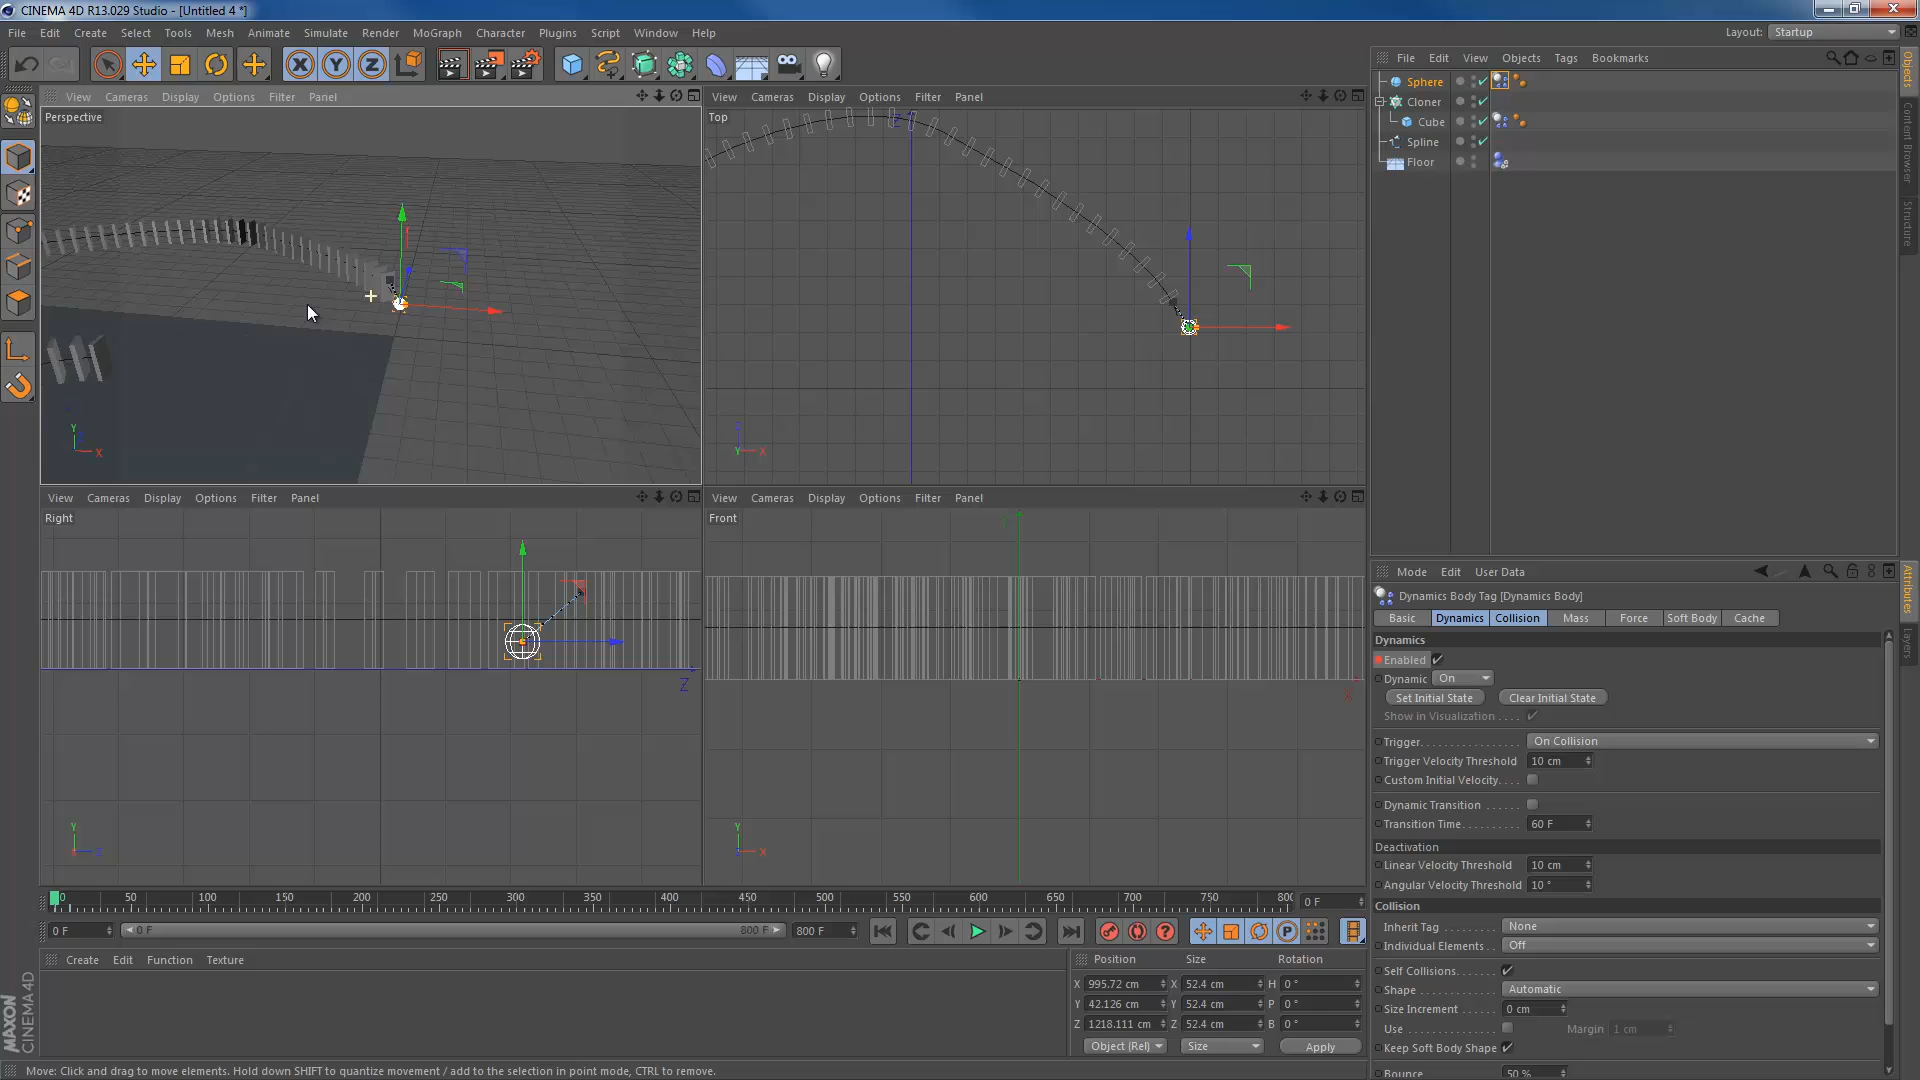 CINEMA 4D R13.029 Studio - [Untitled 4 *]
File Edit Create Select Tools Mesh Snapping Animate Simulate Render MoGraph Character Plugins Script Window Help
Layout: Startup
View Cameras Display Options Filter Panel
Perspective
Y
X
View Cameras Display Options Filter Panel
Top
Z
Y X
View Cameras Display Options Filter Panel
Right
Z
Y
Z
View Cameras Display Options Filter Panel
Front
Y
X
Y
X
File Edit View Objects Tags Bookmarks
Sphere
Cloner
Cube
Spline
Floor
Objects
Content Browser
Structure
Mode Edit User Data
Dynamics Body Tag [Dynamics Body]
Basic Dynamics Collision Mass Force Soft Body Cache
Dynamics
Enabled
Dynamic On
Set Initial State Clear Initial State
Show in Visualization . . . .
Trigger. . . . . . . . . . . . . . . . On Collision
Trigger Velocity Threshold 10 cm
Custom Initial Velocity. . . .
Dynamic Transition . . . . . .
Transition Time. . . . . . . . . 60 F
Deactivation
Linear Velocity Threshold 10 cm
Angular Velocity Threshold 10 °
Collision
Inherit Tag . . . . . . . None
Individual Elements . . Off
Self Collisions. . . . . . .
Shape . . . . . . . . . . . Automatic
Size Increment . . . . . 0 cm
Use . . . . . . . . . . . . . Margin 1 cm
Keep Soft Body Shape
Bounce 50 %
Attributes
Layers
0 50 100 150 200 250 300 350 400 450 500 550 600 650 700 750 800
0 F
0 F 0 F 800 F 800 F
Create Edit Function Texture
Position Size Rotation
X 995.72 cm X 52.4 cm H 0 °
Y 42.126 cm Y 52.4 cm P 0 °
Z 1218.111 cm Z 52.4 cm B 0 °
Object (Rel) Size Apply
MAXON
CINEMA 4D
Move: Click and drag to move elements. Hold down SHIFT to quantize movement / add to the selection in point mode, CTRL to remove.